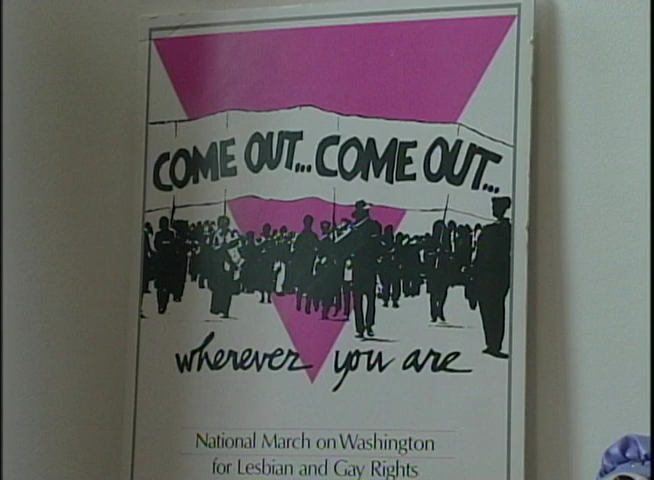 COME OUT... COME OUT...
wherever you are
National March on Washington
for Lesbian and Gay Rights